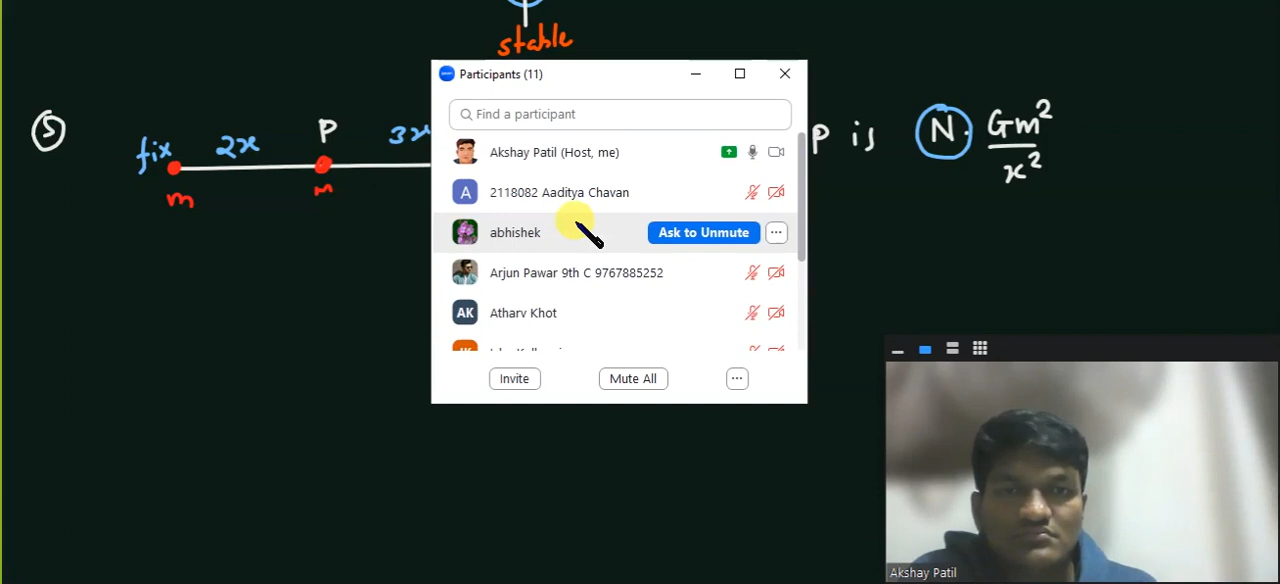 stable
Participants (11)
Find a participant
Akshay Patil (Host, me)
2118082 Aaditya Chavan
abhishek
Ask to Unmute
A
Arjun Pawar 9th C 9767885252
AK
Atharv Khot
Invite
Mute All
5
fix
2x
P
3x
m
m
P is N. Gm²
x²
Akshay Patil